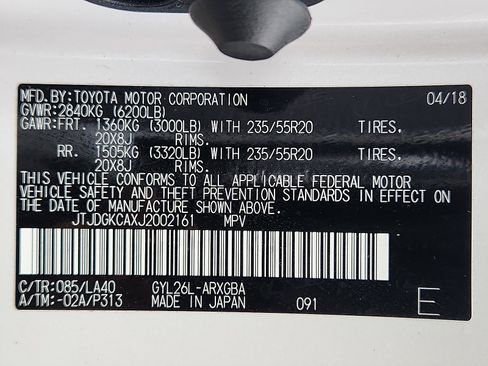 MFD.BY:TOYOTA MOTOR CORPORATION 04/18
GVWR:2840KG (6200LB)
GAWR:FRT. 1360KG (3000LB) WITH 235/55R20 TIRES.
20X8J RIMS.
RR. 1505KG (3320LB) WITH 235/55R20 TIRES.
20X8J RIMS.
THIS VEHICLE CONFORMS TO ALL APPLICABLE FEDERAL MOTOR
VEHICLE SAFETY AND THEFT PREVENTION STANDARDS IN EFFECT ON
THE DATE OF MANUFACTURE SHOWN ABOVE.
JTJDGKCAXJ2002161 MPV
C/TR:085/LA40 GYL26L-ARXGBA
A/TM:-02A/P313 MADE IN JAPAN 091 E